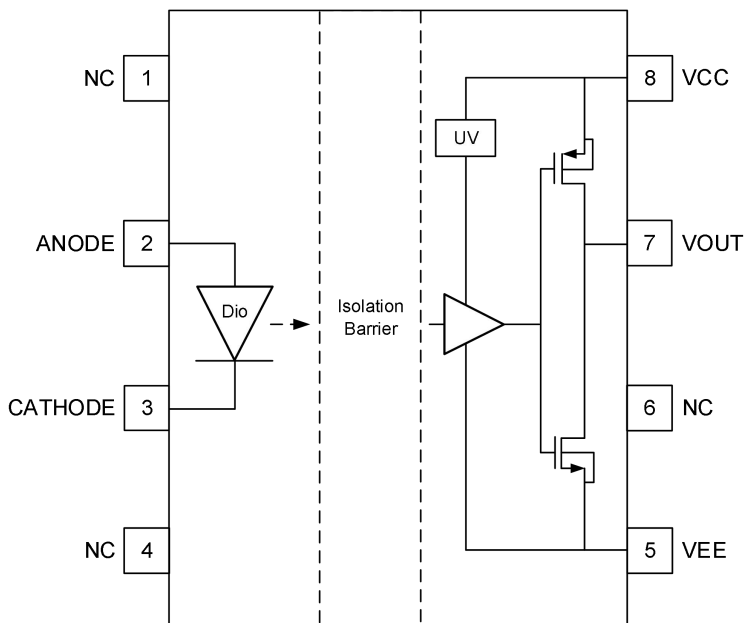 NC 1
8 VCC
UV
ANODE 2
7 VOUT
Dio
Isolation
Barrier
CATHODE 3
6 NC
NC 4
5 VEE